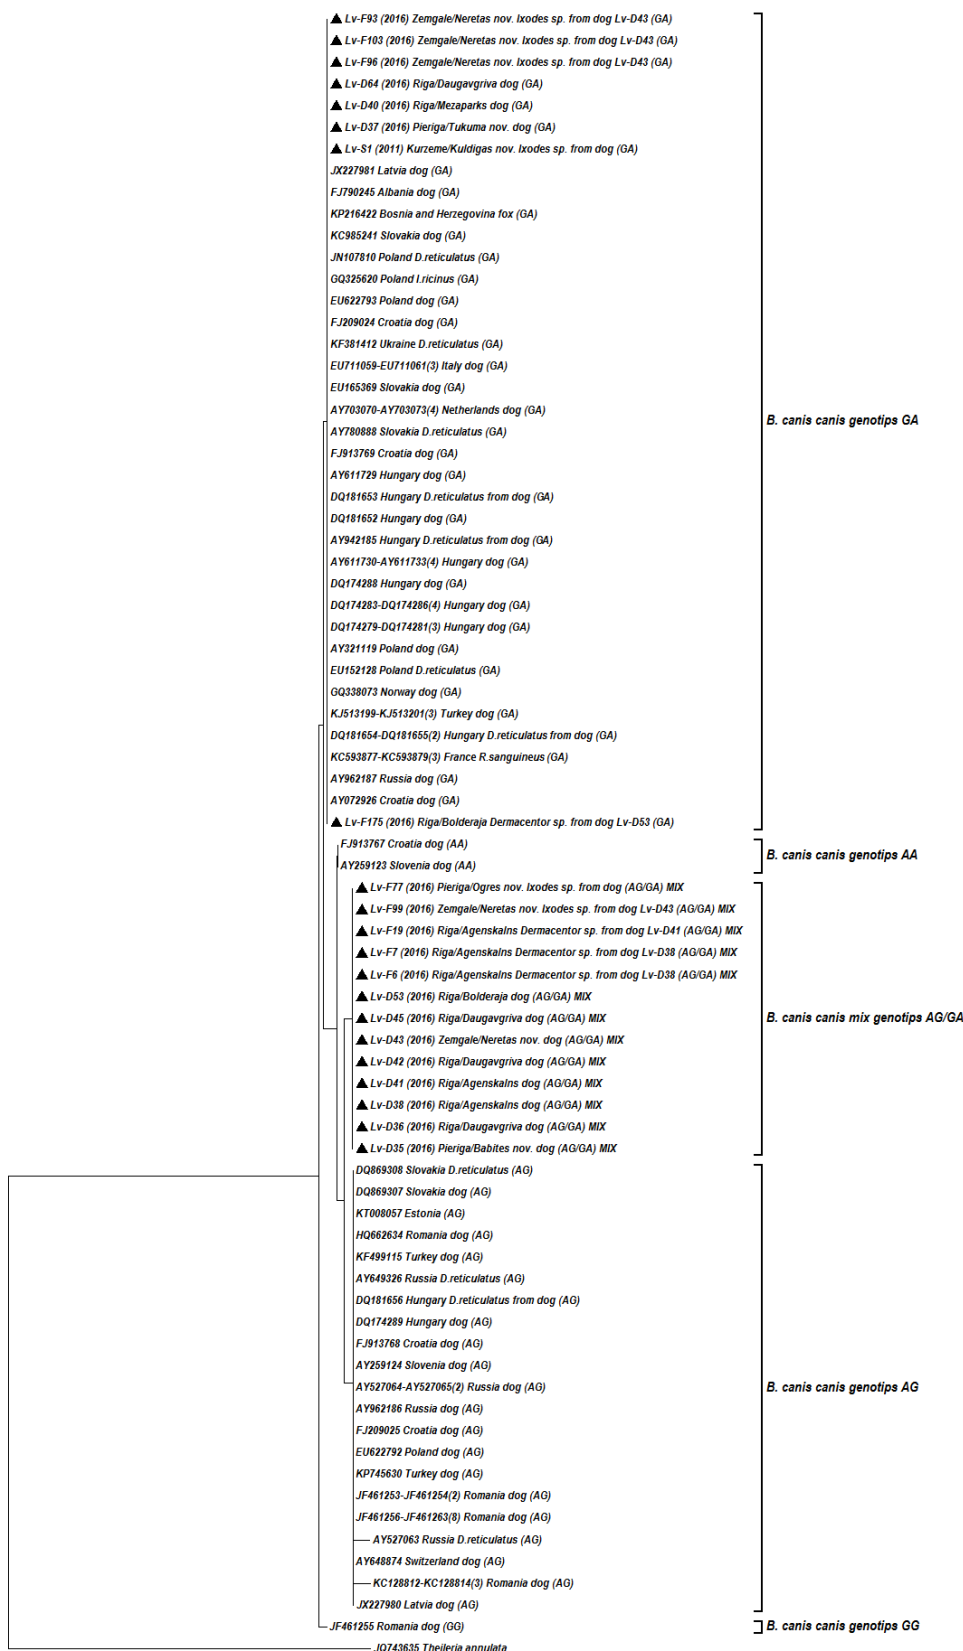 ▲ Lv-F93 (2016) Zemgale/Neretas nov. Ixodes sp. from dog Lv-D43 (GA)
▲ Lv-F103 (2016) Zemgale/Neretas nov. Ixodes sp. from dog Lv-D43 (GA)
▲ Lv-F96 (2016) Zemgale/Neretas nov. Ixodes sp. from dog Lv-D43 (GA)
▲ Lv-D64 (2016) Riga/Daugavgriva dog (GA)
▲ Lv-D40 (2016) Riga/Mezaparks dog (GA)
▲ Lv-D37 (2016) Pieriga/Tukuma nov. dog (GA)
▲ Lv-S1 (2011) Kurzeme/Kuldigas nov. Ixodes sp. from dog (GA)
JX227981 Latvia dog (GA)
FJ790245 Albania dog (GA)
KP216422 Bosnia and Herzegovina fox (GA)
KC985241 Slovakia dog (GA)
JN107810 Poland D.reticulatus (GA)
GQ325620 Poland I.ricinus (GA)
EU622793 Poland dog (GA)
FJ209024 Croatia dog (GA)
KF381412 Ukraine D.reticulatus (GA)
EU711059-EU711061(3) Italy dog (GA)
EU165369 Slovakia dog (GA)
AY703070-AY703073(4) Netherlands dog (GA)
B. canis canis genotips GA
AY780888 Slovakia D.reticulatus (GA)
FJ913769 Croatia dog (GA)
AY611729 Hungary dog (GA)
DQ181653 Hungary D.reticulatus from dog (GA)
DQ181652 Hungary dog (GA)
AY942185 Hungary D.reticulatus from dog (GA)
AY611730-AY611733(4) Hungary dog (GA)
DQ174288 Hungary dog (GA)
DQ174283-DQ174286(4) Hungary dog (GA)
DQ174279-DQ174281(3) Hungary dog (GA)
AY321119 Poland dog (GA)
EU152128 Poland D.reticulatus (GA)
GQ338073 Norway dog (GA)
KJ513199-KJ513201(3) Turkey dog (GA)
DQ181654-DQ181655(2) Hungary D.reticulatus from dog (GA)
KC593877-KC593879(3) France R.sanguineus (GA)
AY962187 Russia dog (GA)
AY072926 Croatia dog (GA)
▲ Lv-F175 (2016) Riga/Bolderaja Dermacentor sp. from dog Lv-D53 (GA)
FJ913767 Croatia dog (AA)
B. canis canis genotips AA
AY259123 Slovenia dog (AA)
▲ Lv-F77 (2016) Pieriga/Ogres nov. Ixodes sp. from dog (AG/GA) MIX
▲ Lv-F99 (2016) Zemgale/Neretas nov. Ixodes sp. from dog Lv-D43 (AG/GA) MIX
▲ Lv-F19 (2016) Riga/Agenskalns Dermacentor sp. from dog Lv-D41 (AG/GA) MIX
▲ Lv-F7 (2016) Riga/Agenskalns Dermacentor sp. from dog Lv-D38 (AG/GA) MIX
▲ Lv-F6 (2016) Riga/Agenskalns Dermacentor sp. from dog Lv-D38 (AG/GA) MIX
▲ Lv-D53 (2016) Riga/Bolderaja dog (AG/GA) MIX
▲ Lv-D45 (2016) Riga/Daugavgriva dog (AG/GA) MIX
B. canis canis mix genotips AG/GA
▲ Lv-D43 (2016) Zemgale/Neretas nov. dog (AG/GA) MIX
▲ Lv-D42 (2016) Riga/Daugavgriva dog (AG/GA) MIX
▲ Lv-D41 (2016) Riga/Agenskalns dog (AG/GA) MIX
▲ Lv-D38 (2016) Riga/Agenskalns dog (AG/GA) MIX
▲ Lv-D36 (2016) Riga/Daugavgriva dog (AG/GA) MIX
▲ Lv-D35 (2016) Pieriga/Babites nov. dog (AG/GA) MIX
DQ869308 Slovakia D.reticulatus (AG)
DQ869307 Slovakia dog (AG)
KT008057 Estonia (AG)
HQ662634 Romania dog (AG)
KF499115 Turkey dog (AG)
AY649326 Russia D.reticulatus (AG)
DQ181656 Hungary D.reticulatus from dog (AG)
DQ174289 Hungary dog (AG)
FJ913768 Croatia dog (AG)
AY259124 Slovenia dog (AG)
AY527064-AY527065(2) Russia dog (AG)
B. canis canis genotips AG
AY962186 Russia dog (AG)
FJ209025 Croatia dog (AG)
EU622792 Poland dog (AG)
KP745630 Turkey dog (AG)
JF461253-JF461254(2) Romania dog (AG)
JF461256-JF461263(8) Romania dog (AG)
AY527063 Russia D.reticulatus (AG)
AY648874 Switzerland dog (AG)
KC128812-KC128814(3) Romania dog (AG)
JX227980 Latvia dog (AG)
JF461255 Romania dog (GG)
B. canis canis genotips GG
JQ743635 Theileria annulata